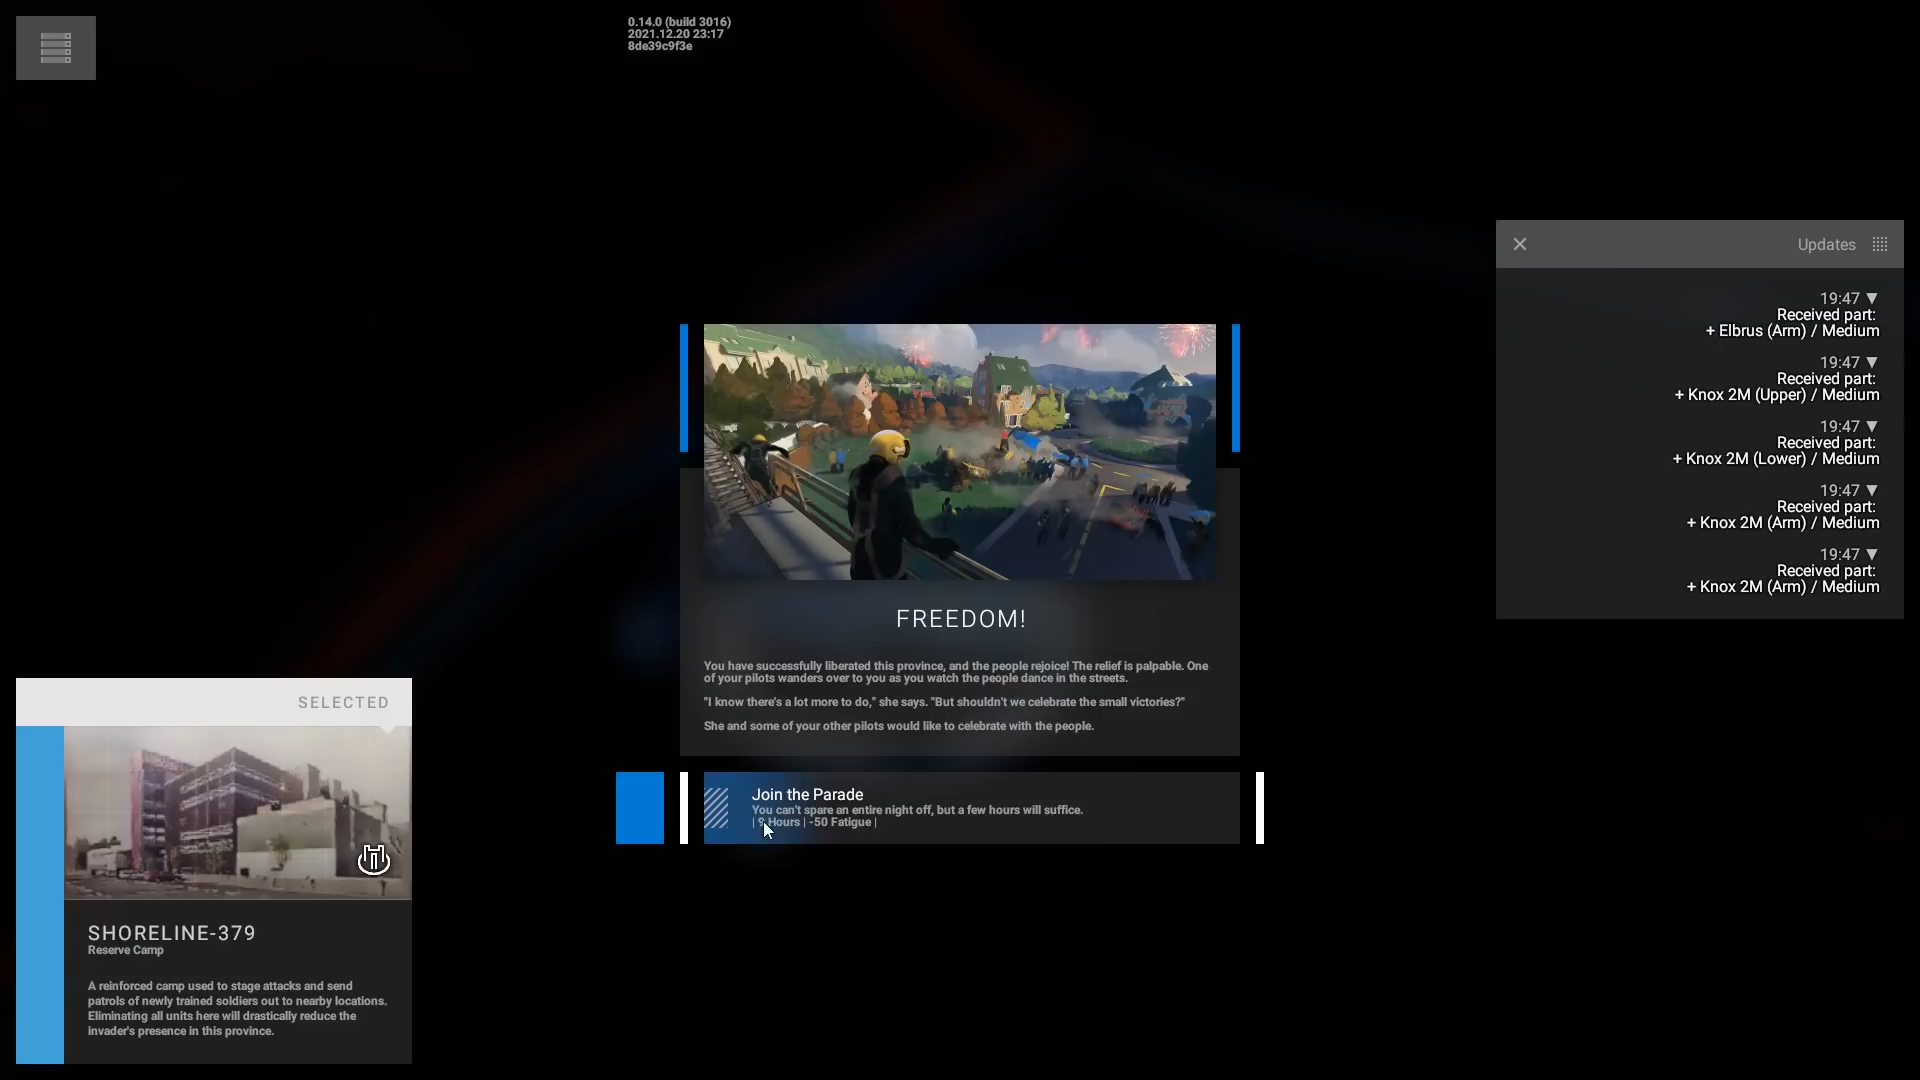 0.14.0 (build 3016)
2021.12.20 23:17
8de39c9f3e
Updates
19:47 ▼
Received part:
+ Elbrus (Arm) / Medium
19:47 ▼
Received part:
+ Knox 2M (Upper) / Medium
19:47 ▼
Received part:
+ Knox 2M (Lower) / Medium
19:47 ▼
Received part:
+ Knox 2M (Arm) / Medium
19:47 ▼
Received part:
+ Knox 2M (Arm) / Medium
FREEDOM!
You have successfully liberated this province, and the people rejoice! The relief is palpable. One
of your pilots wanders over to you as you watch the people dance in the streets.
"I know there's a lot more to do," she says. "But shouldn't we celebrate the small victories?"
She and some of your other pilots would like to celebrate with the people.
Join the Parade
You can't spare an entire night off, but a few hours will suffice.
| 9 Hours | -50 Fatigue |
SELECTED
SHORELINE-379
Reserve Camp
A reinforced camp used to stage attacks and send
patrols of newly trained soldiers out to nearby locations.
Eliminating all units here will drastically reduce the
invader's presence in this province.